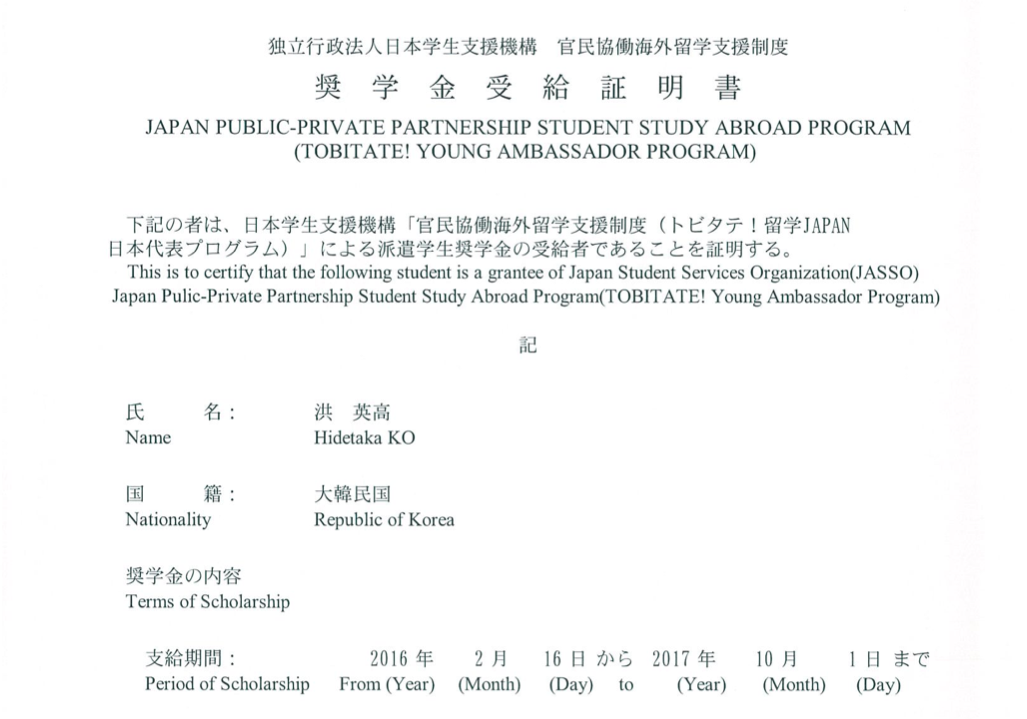 独立行政法人日本学生支援機構　官民協働海外留学支援制度
奨 学 金 受 給 証 明 書
JAPAN PUBLIC-PRIVATE PARTNERSHIP STUDENT STUDY ABROAD PROGRAM
(TOBITATE! YOUNG AMBASSADOR PROGRAM)
下記の者は、日本学生支援機構「官民協働海外留学支援制度（トビタテ！留学JAPAN
日本代表プログラム）」による派遣学生奨学金の受給者であることを証明する。
This is to certify that the following student is a grantee of Japan Student Services Organization(JASSO)
Japan Pulic-Private Partnership Student Study Abroad Program(TOBITATE! Young Ambassador Program)
記
氏　　名： 洪　英高
Name Hidetaka KO
国　　籍： 大韓民国
Nationality Republic of Korea
奨学金の内容
Terms of Scholarship
支給期間： 2016 年 2 月 16 日 から 2017 年 10 月 1 日 まで
Period of Scholarship From (Year) (Month) (Day) to (Year) (Month) (Day)